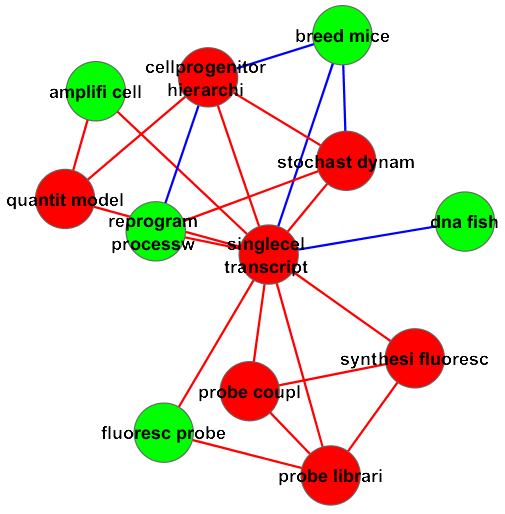 breed mice
cellprogenitor
hierarchi
amplifi cell
stochast dynam
quantit model
reprogram
processw
dna fish
singlecel
transcript
synthesi fluoresc
probe coupl
fluoresc probe
probe librari